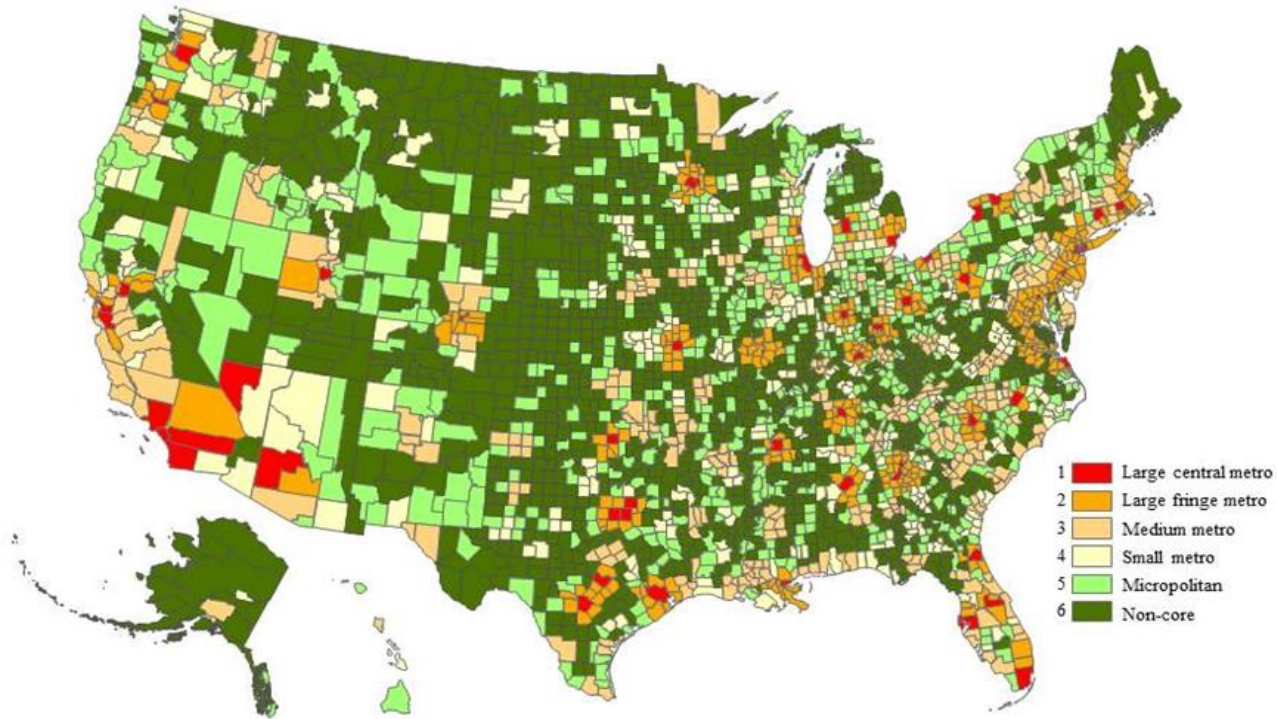 1 Large central metro
2 Large fringe metro
3 Medium metro
4 Small metro
5 Micropolitan
6 Non-core